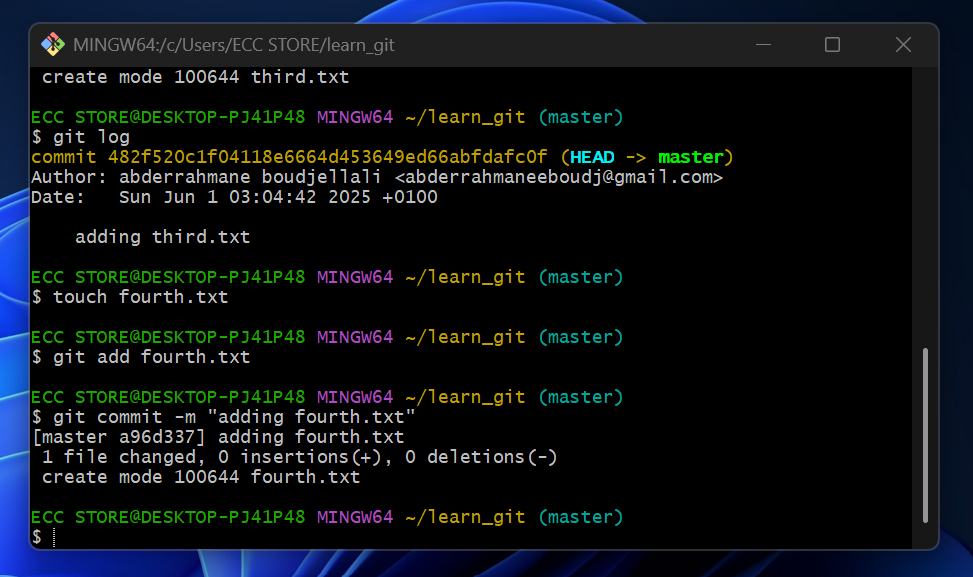 MINGW64:/c/Users/ECC STORE/learn_git
create mode 100644 third.txt
ECC STORE@DESKTOP-PJ41P48 MINGW64 ~/learn_git (master)
$ git log
commit 482f520c1f04118e6664d453649ed66abfdafc0f (HEAD -> master)
Author: abderrahmane boudjellali <abderrahmaneeboudj@gmail.com>
Date:   Sun Jun 1 03:04:42 2025 +0100
adding third.txt
ECC STORE@DESKTOP-PJ41P48 MINGW64 ~/learn_git (master)
$ touch fourth.txt
ECC STORE@DESKTOP-PJ41P48 MINGW64 ~/learn_git (master)
$ git add fourth.txt
ECC STORE@DESKTOP-PJ41P48 MINGW64 ~/learn_git (master)
$ git commit -m "adding fourth.txt"
[master a96d337] adding fourth.txt
1 file changed, 0 insertions(+), 0 deletions(-)
create mode 100644 fourth.txt
ECC STORE@DESKTOP-PJ41P48 MINGW64 ~/learn_git (master)
$